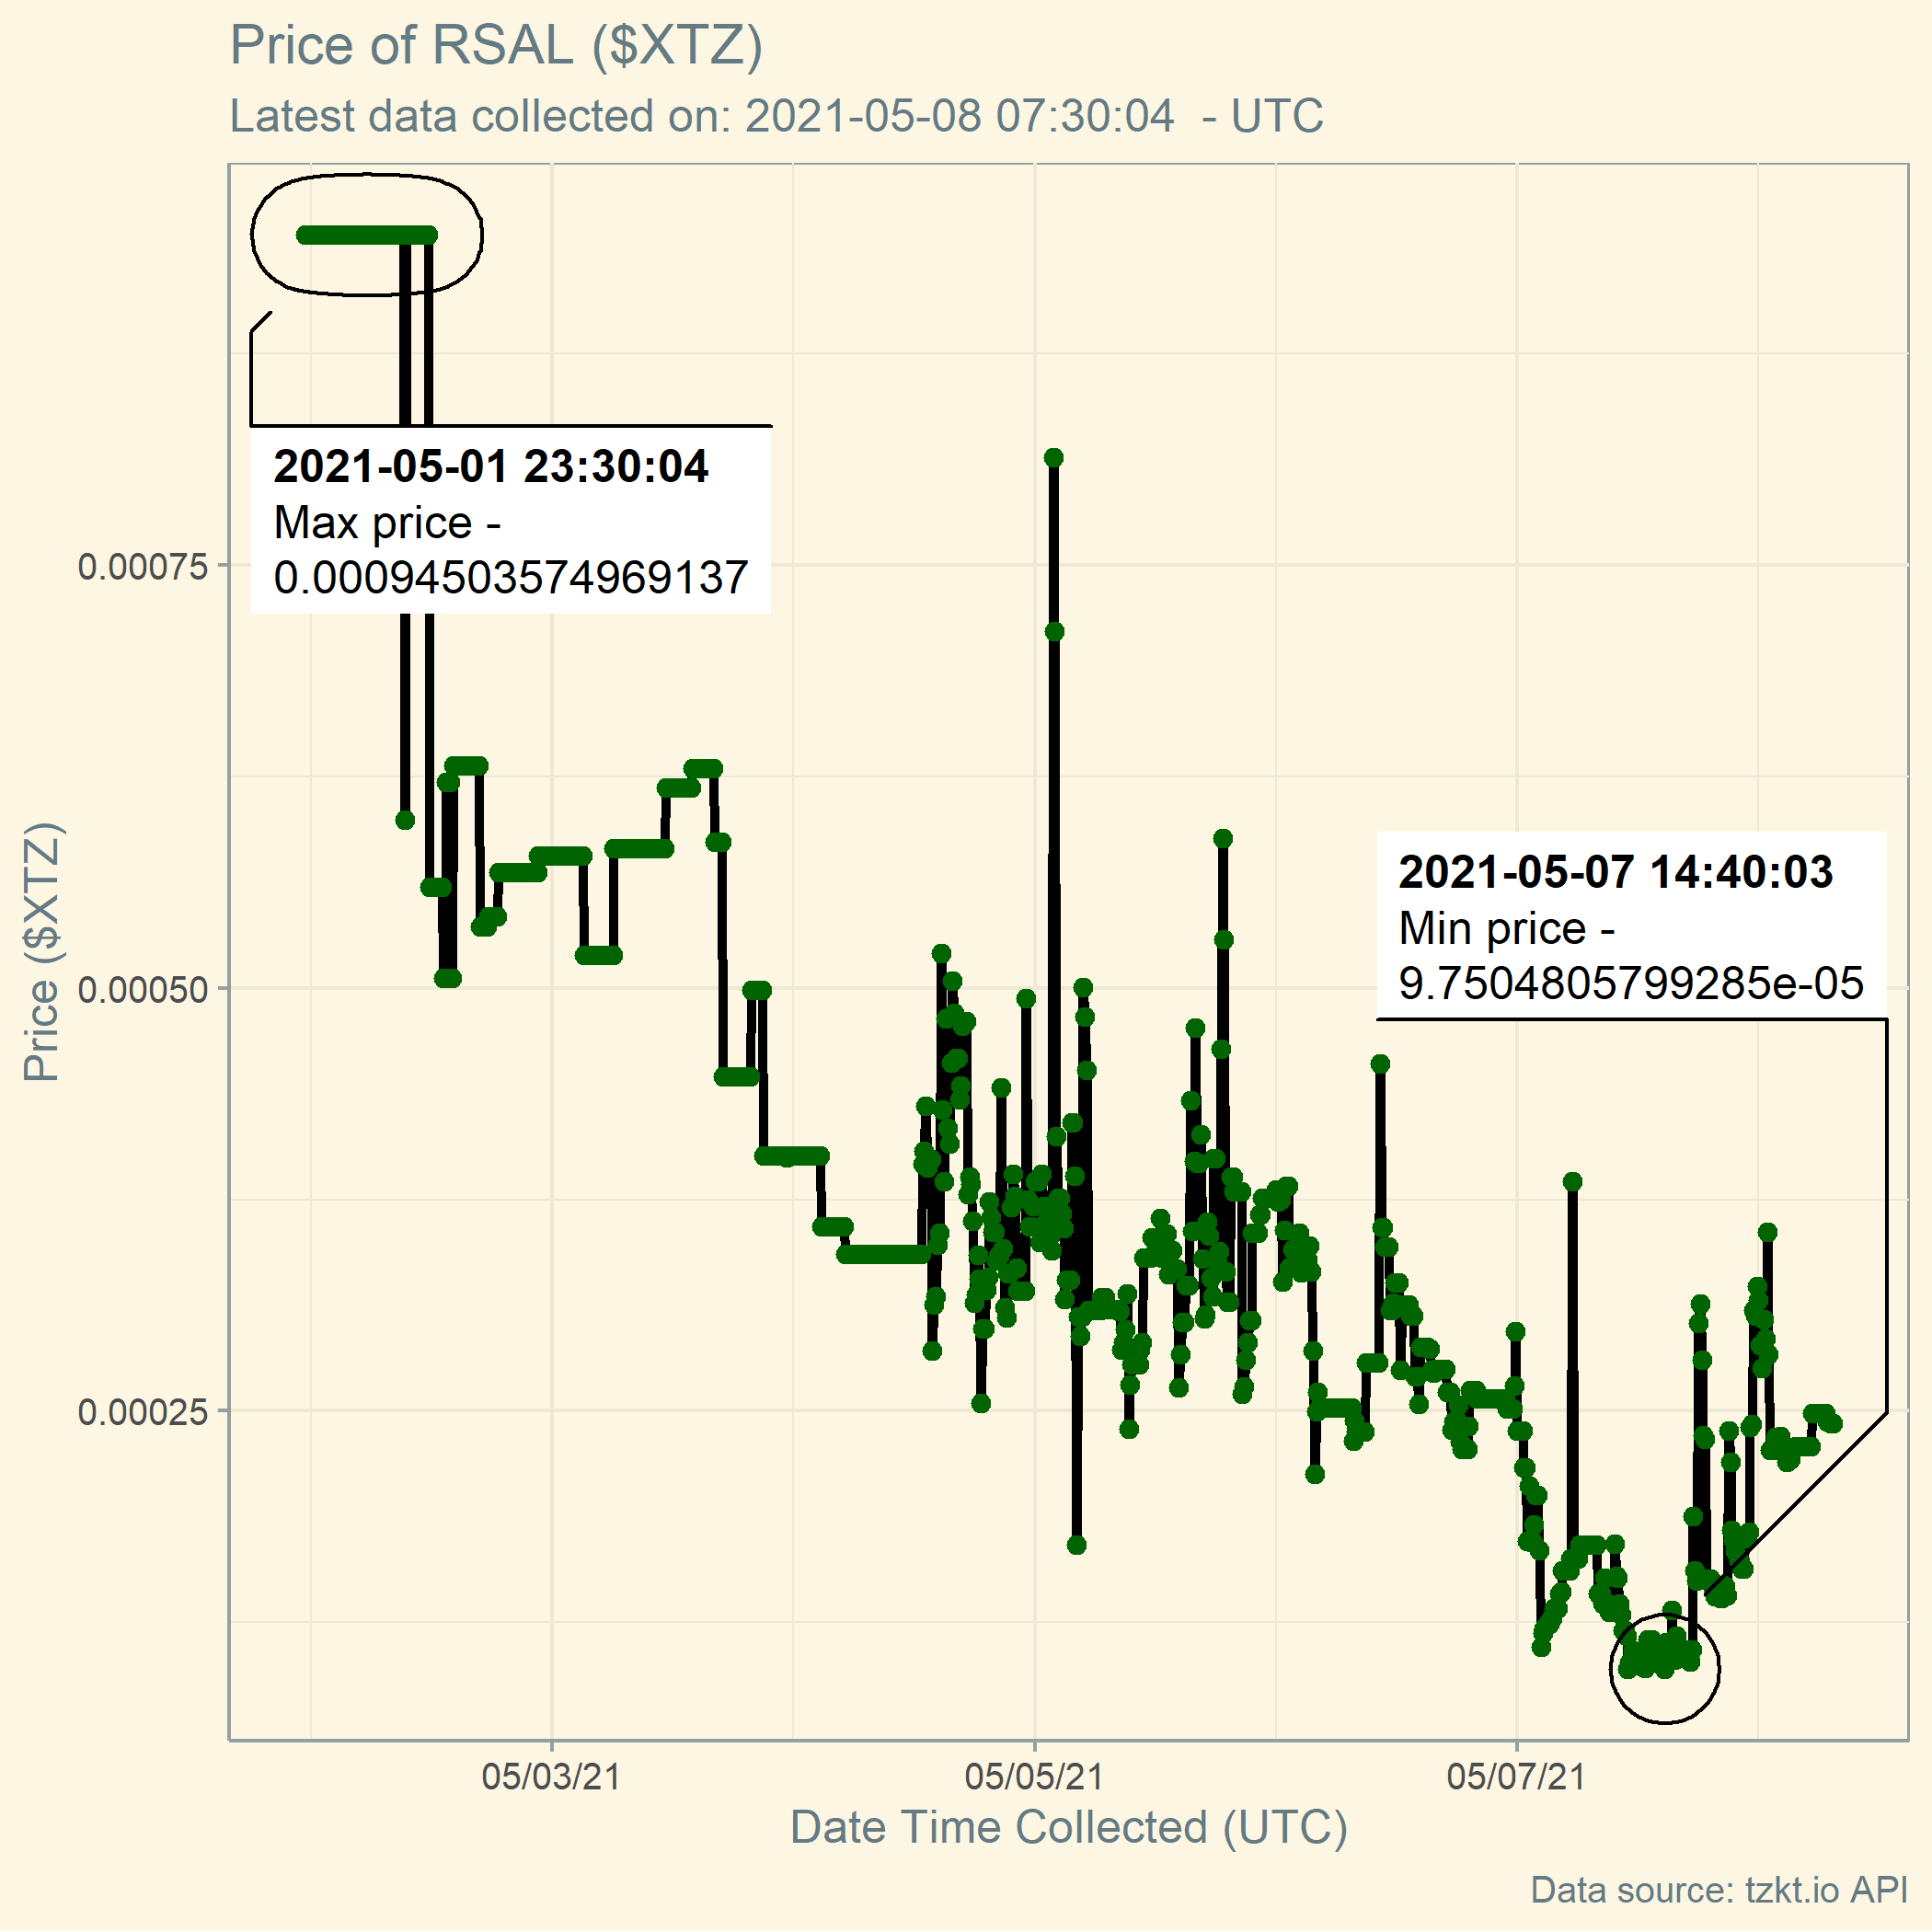 Price of RSAL ($XTZ)
Latest data collected on: 2021-05-08 07:30:04  - UTC
2021-05-01 23:30:04
Max price -
0.000945035749691​37
0.00075
Price ($XTZ)
0.00050
2021-05-07 14:40:03
Min price -
9.7504805799285e-05
0.00025
05/03/21
05/05/21
05/07/21
Date Time Collected (UTC)
Data source: tzkt.io API